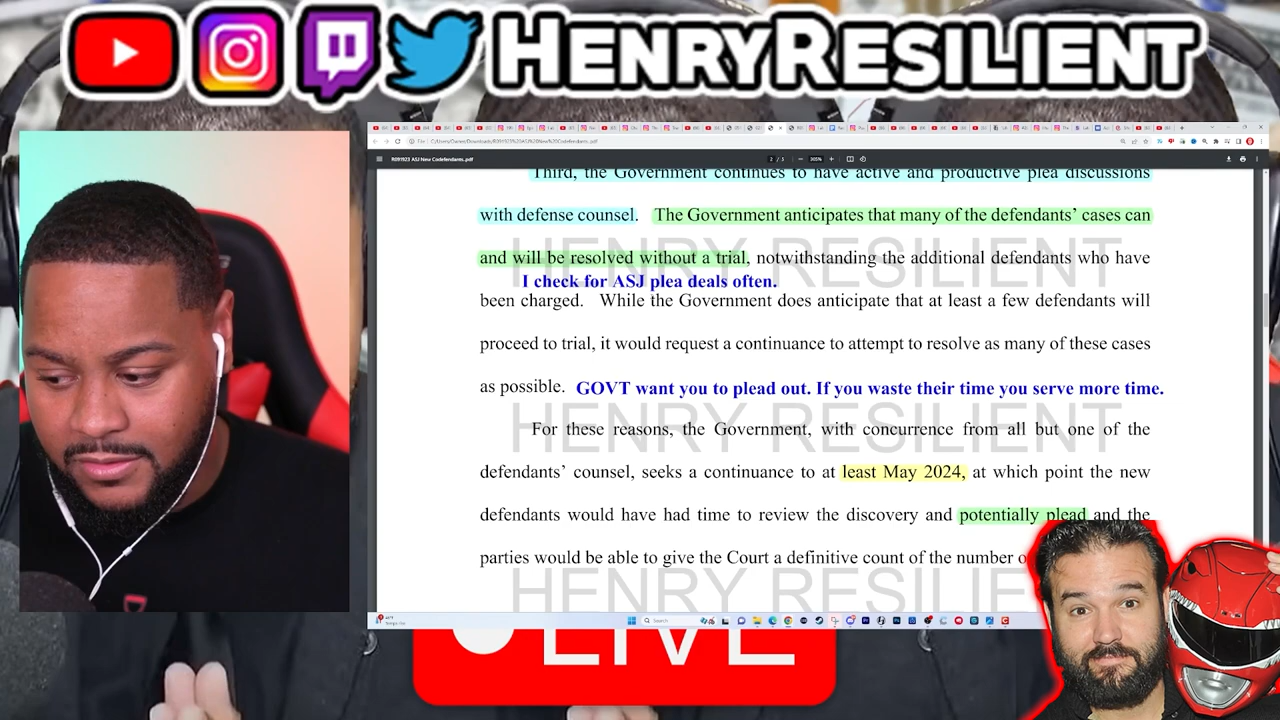 HENRYRESILIENT
R091923 ASJ New Codefendants.pdf
Third, the Government continues to have active and productive plea discussions
with defense counsel. The Government anticipates that many of the defendants' cases can
HENRY RESILIENT
and will be resolved without a trial, notwithstanding the additional defendants who have
I check for ASJ plea deals often.
been charged. While the Government does anticipate that at least a few defendants will
proceed to trial, it would request a continuance to attempt to resolve as many of these cases
as possible. GOVT want you to plead out. If you waste their time you serve more time.
HENRY RESILIENT
For these reasons, the Government, with concurrence from all but one of the
defendants' counsel, seeks a continuance to at least May 2024, at which point the new
defendants would have had time to review the discovery and potentially plead and the
parties would be able to give the Court a definitive count of the number
HENRY RESILIENT
Search
LIVE